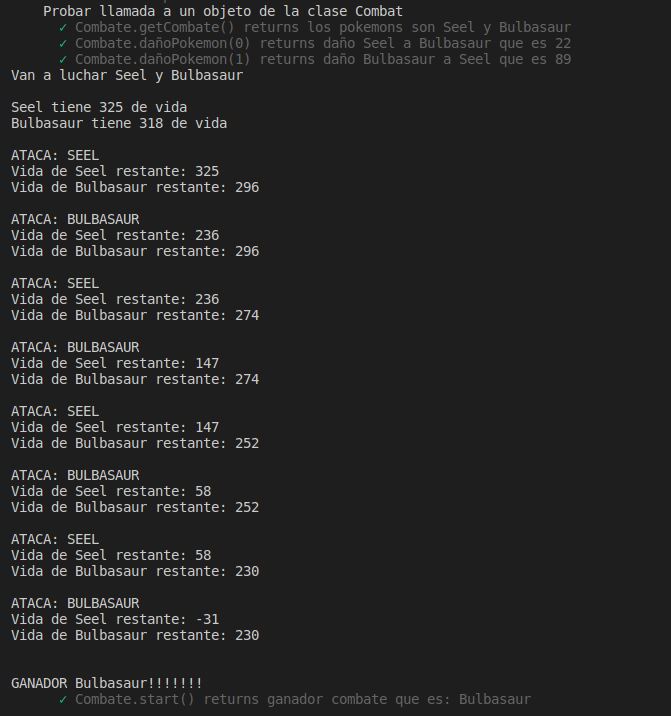 Probar llamada a un objeto de la clase Combat
✓ Combate.getCombate() returns los pokemons son Seel y Bulbasaur
✓ Combate.dañoPokemon(0) returns daño Seel a Bulbasaur que es 22
✓ Combate.dañoPokemon(1) returns daño Bulbasaur a Seel que es 89
Van a luchar Seel y Bulbasaur
Seel tiene 325 de vida
Bulbasaur tiene 318 de vida
ATACA: SEEL
Vida de Seel restante: 325
Vida de Bulbasaur restante: 296
ATACA: BULBASAUR
Vida de Seel restante: 236
Vida de Bulbasaur restante: 296
ATACA: SEEL
Vida de Seel restante: 236
Vida de Bulbasaur restante: 274
ATACA: BULBASAUR
Vida de Seel restante: 147
Vida de Bulbasaur restante: 274
ATACA: SEEL
Vida de Seel restante: 147
Vida de Bulbasaur restante: 252
ATACA: BULBASAUR
Vida de Seel restante: 58
Vida de Bulbasaur restante: 252
ATACA: SEEL
Vida de Seel restante: 58
Vida de Bulbasaur restante: 230
ATACA: BULBASAUR
Vida de Seel restante: -31
Vida de Bulbasaur restante: 230
GANADOR Bulbasaur!!!!!!!
✓ Combate.start() returns ganador combate que es: Bulbasaur